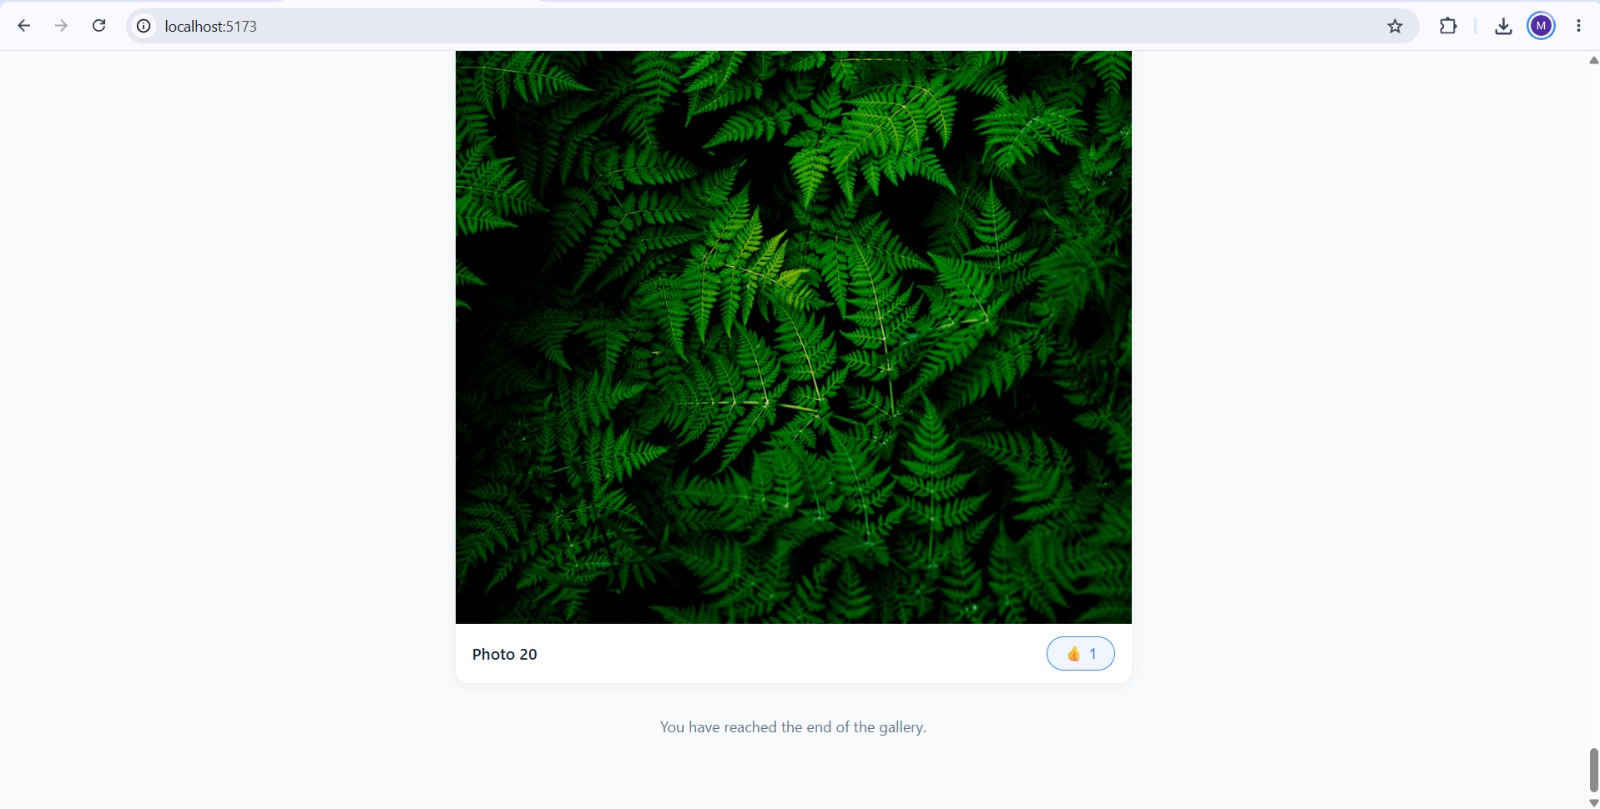 localhost:5173
M
Photo 20
👍 1
You have reached the end of the gallery.